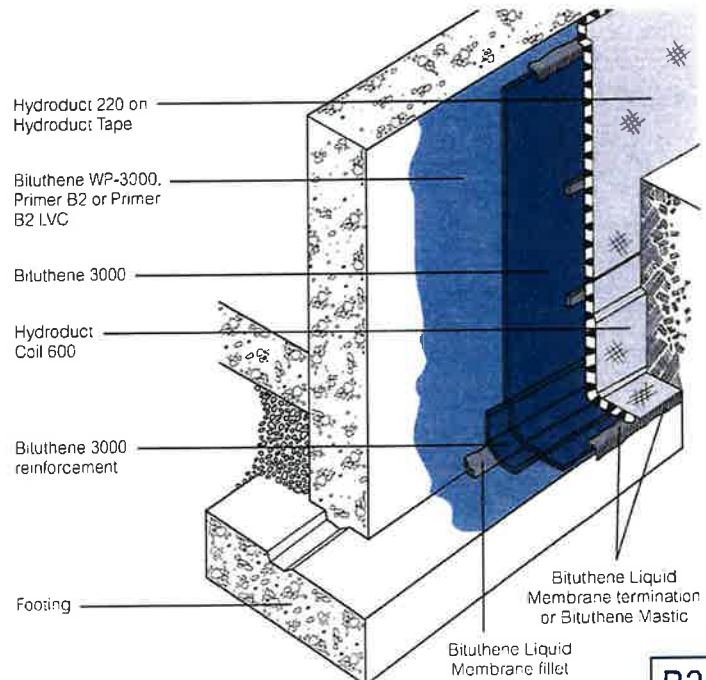 Hydroduct 220 on
Hydroduct Tape
Bituthene WP-3000,
Primer B2 or Primer
B2 LVC
Bituthene 3000
Hydroduct
Coil 600
Bituthene 3000
reinforcement
Footing
Bituthene Liquid
Membrane termination
or Bituthene Mastic
Bituthene Liquid
Membrane fillet